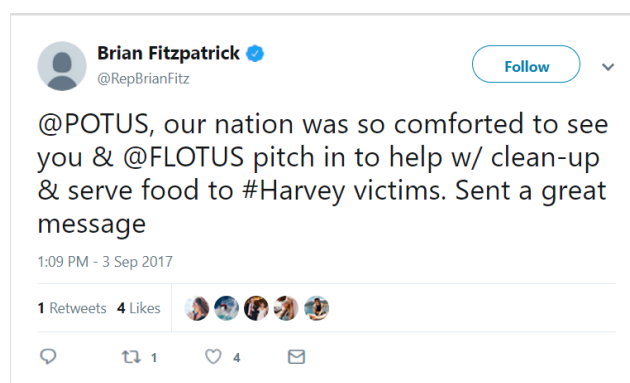 Brian Fitzpatrick
@RepBrianFitz
Follow
@POTUS, our nation was so comforted to see
you & @FLOTUS pitch in to help w/ clean-up
& serve food to #Harvey victims. Sent a great
message
1:09 PM - 3 Sep 2017
1 Retweets 4 Likes
1 4